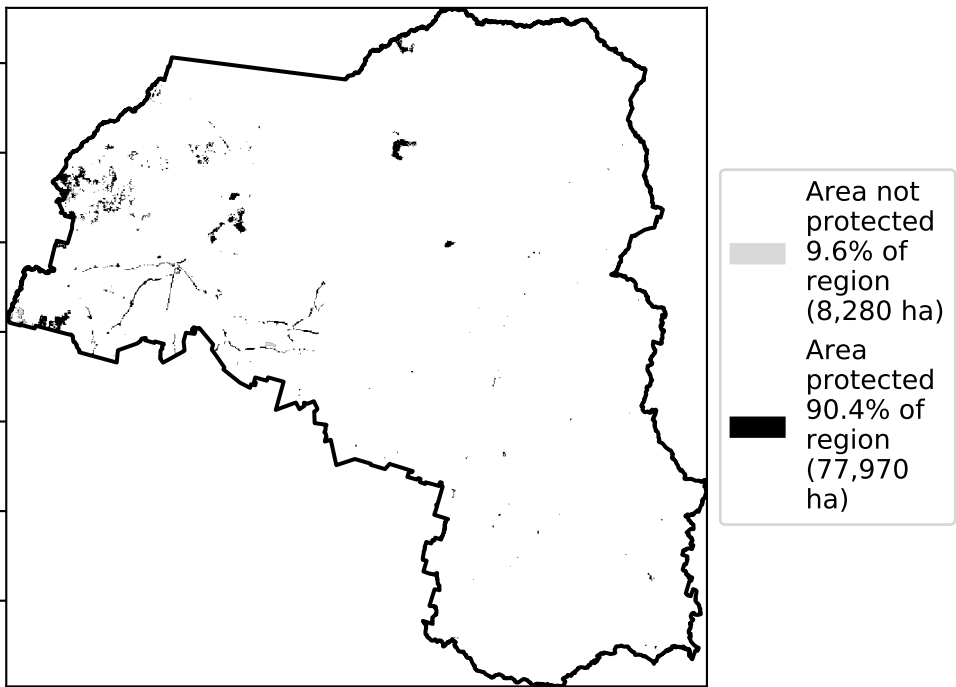 Area not
protected
9.6% of
region
(8,280 ha)
Area
protected
90.4% of
region
(77,970
ha)